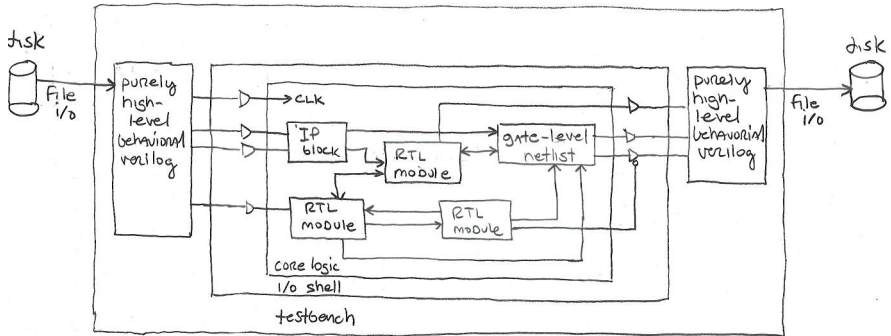 disk
file
i/o
purely
high-
level
behavioral
verilog
CLK
IP
block
RTL
module
gate-level
netlist
RTL
module
RTL
module
core logic
i/o shell
testbench
purely
high-
level
behavorial
verilog
file
i/o
disk